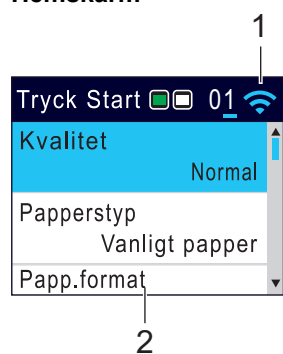 1
Tryck Start 01
Kvalitet
Normal
Papperstyp
Vanligt papper
Papp.format
2